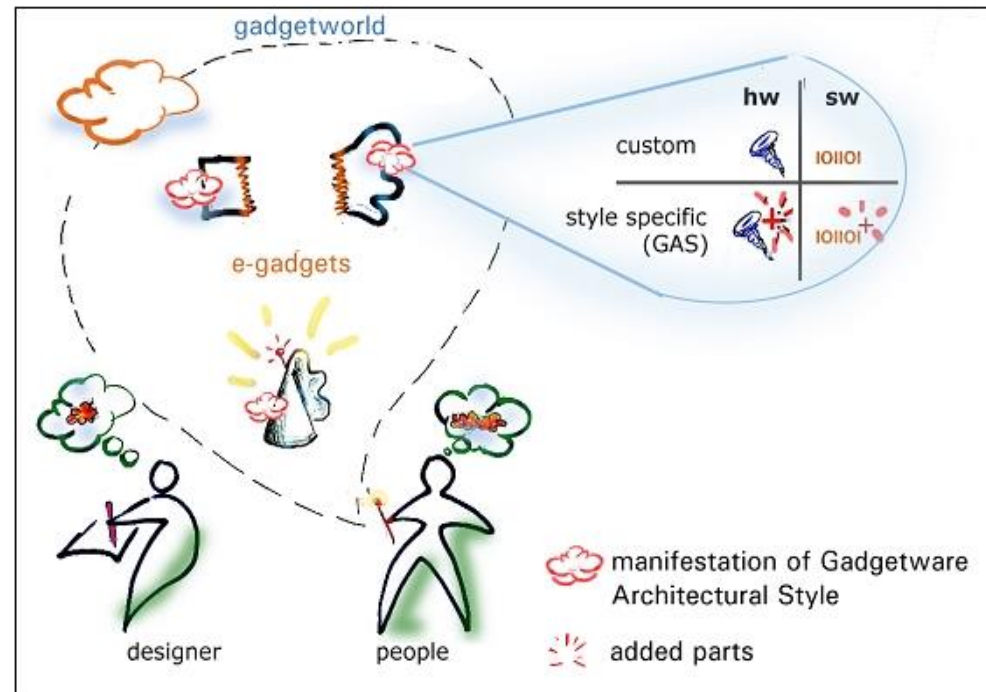 gadgetworld
hw sw
custom
IOIIOI
style specific
(GAS)
IOIIOI
e-gadgets
designer
people
manifestation of Gadgetware
Architectural Style
added parts